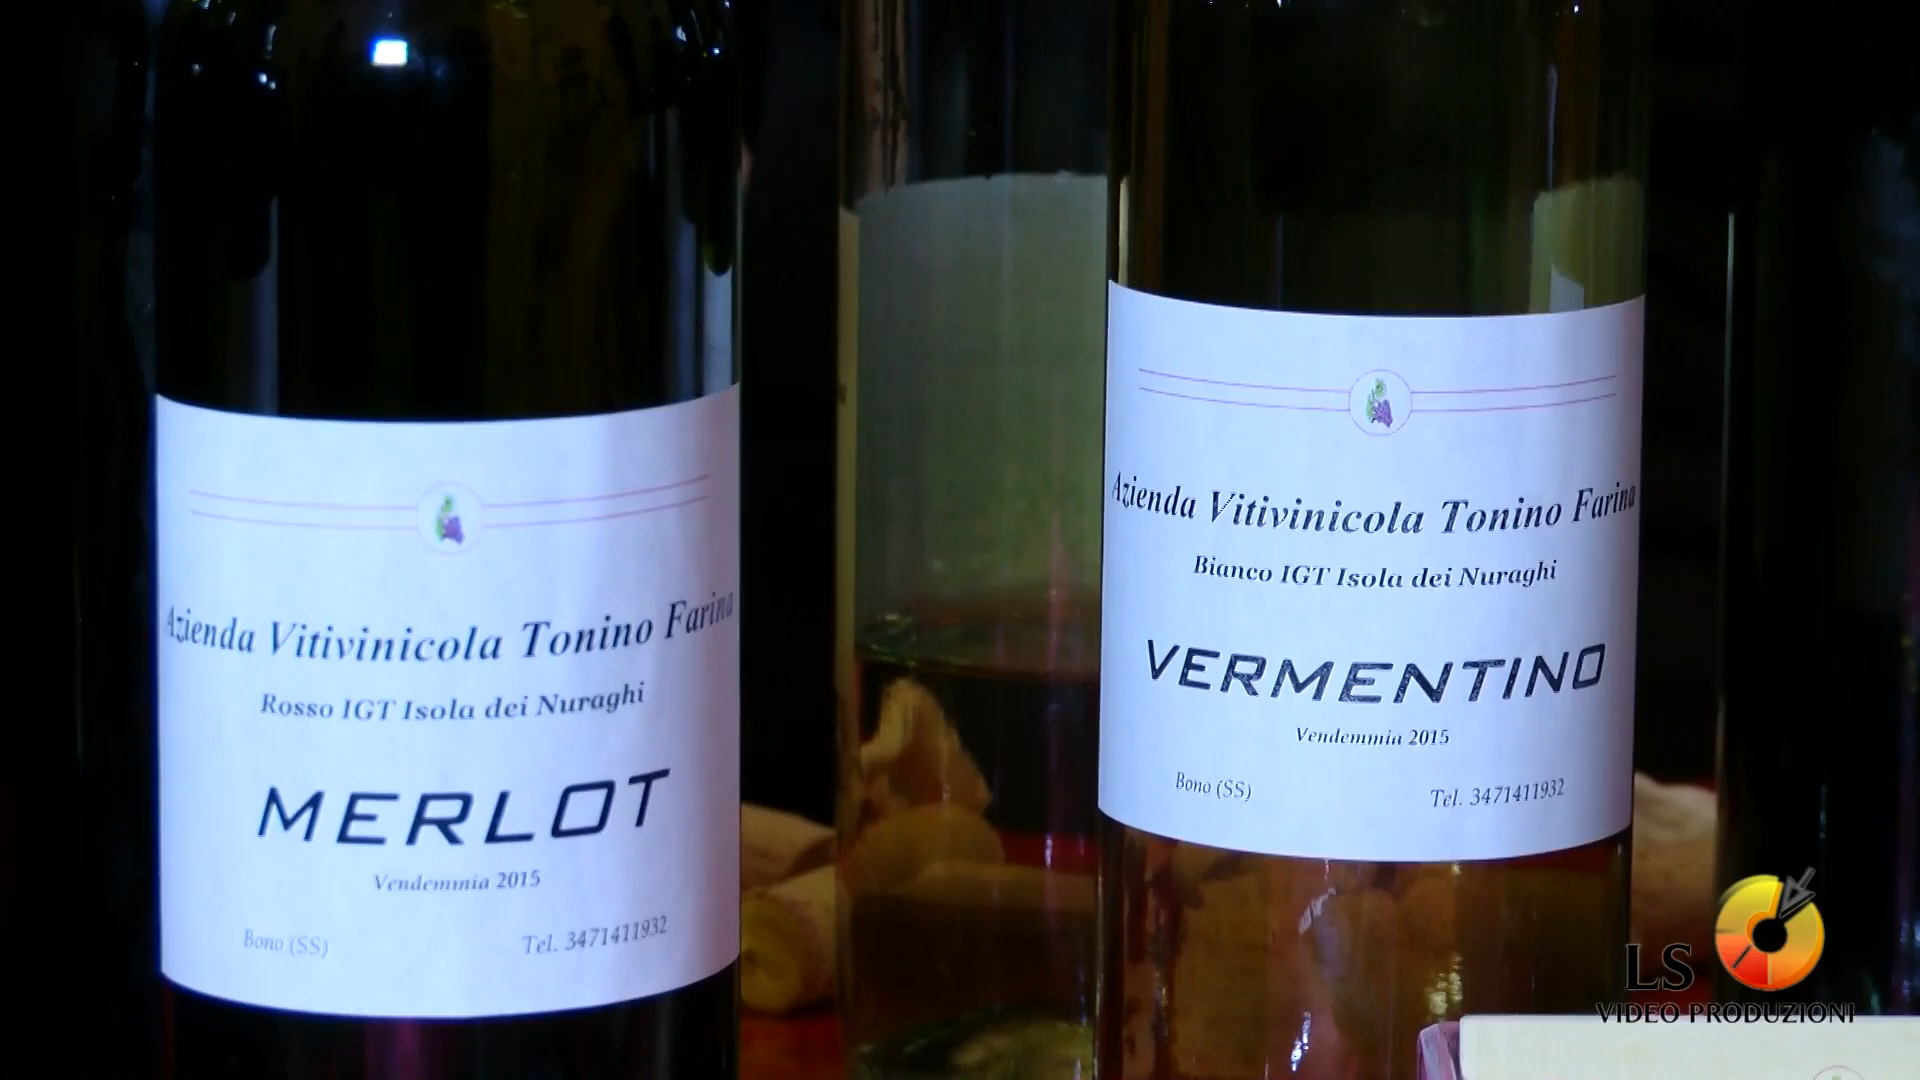 Azienda Vitivinicola Tonino Farina
Rosso IGT Isola dei Nuraghi
MERLOT
Vendemmia 2015
Bono (SS) Tel. 3471411932
Azienda Vitivinicola Tonino Farina
Bianco IGT Isola dei Nuraghi
VERMENTINO
Vendemmia 2015
Bono (SS) Tel. 3471411932
LS
VIDEO PRODUZIONI